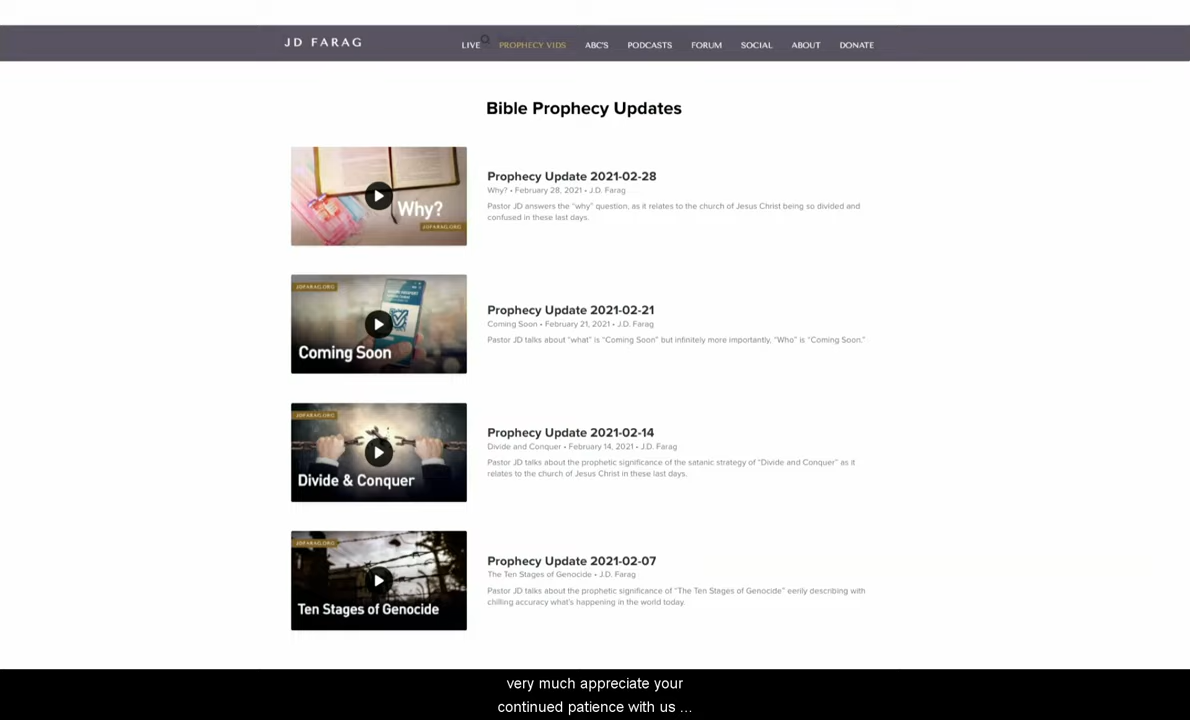 JD FARAG
LIVE PROPHECY VIDS ABC'S PODCASTS FORUM SOCIAL ABOUT DONATE
Bible Prophecy Updates
Why?
JDFARAG.ORG
Prophecy Update 2021-02-28
Why? • February 28, 2021 • J.D. Farag
Pastor JD answers the "why" question, as it relates to the church of Jesus Christ being so divided and
confused in these last days.
JDFARAG.ORG
Coming Soon
Prophecy Update 2021-02-21
Coming Soon • February 21, 2021 • J.D. Farag
Pastor JD talks about "what" is "Coming Soon" but infinitely more importantly, "Who" is "Coming Soon."
JDFARAG.ORG
Divide & Conquer
Prophecy Update 2021-02-14
Divide and Conquer • February 14, 2021 • J.D. Farag
Pastor JD talks about the prophetic significance of the satanic strategy of "Divide and Conquer" as it
relates to the church of Jesus Christ in these last days.
JDFARAG.ORG
Ten Stages of Genocide
Prophecy Update 2021-02-07
The Ten Stages of Genocide • J.D. Farag
Pastor JD talks about the prophetic significance of "The Ten Stages of Genocide" eerily describing with
chilling accuracy what's happening in the world today.
very much appreciate your
continued patience with us ...